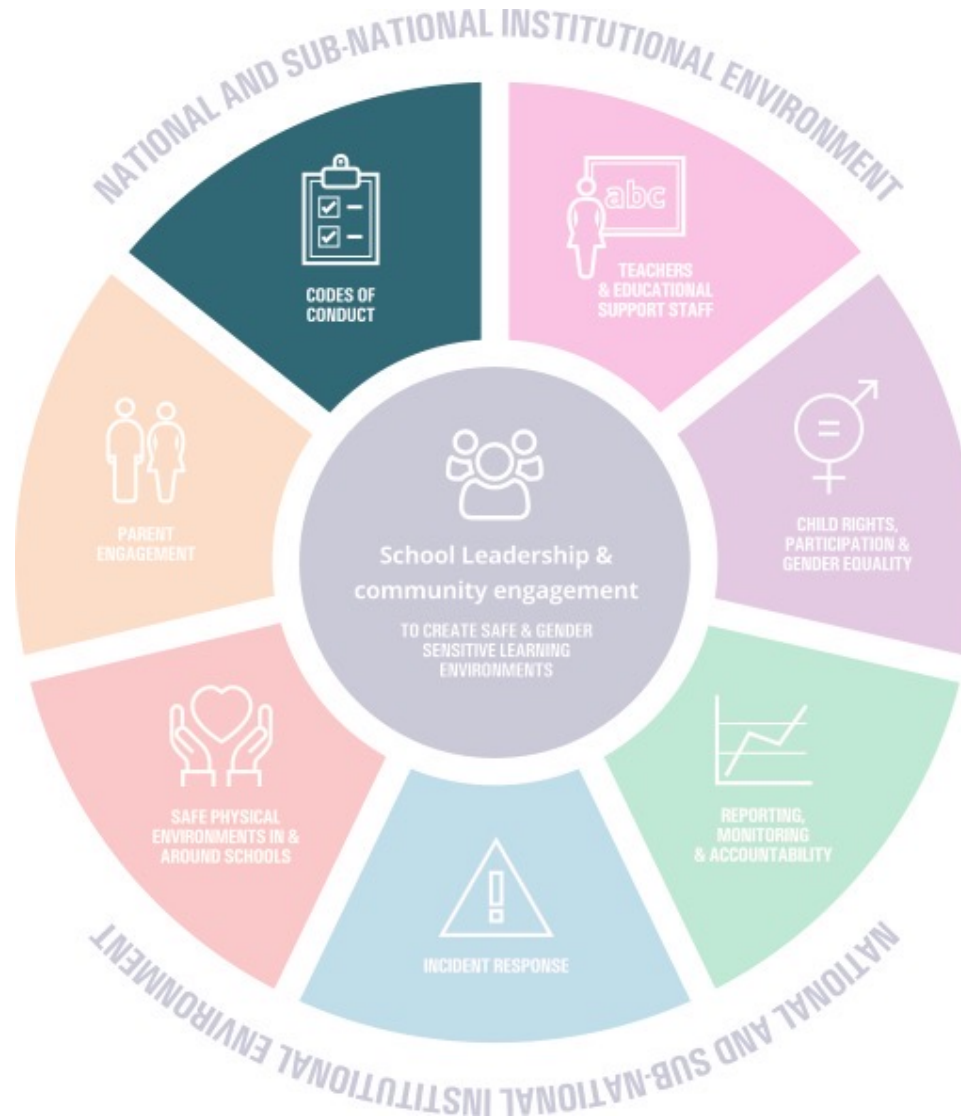 NATIONAL AND SUB-NATIONAL INSTITUTIONAL ENVIRONMENT
CODES OF
CONDUCT
abc
TEACHERS
& EDUCATIONAL
SUPPORT STAFF
CHILD RIGHTS,
PARTICIPATION &
GENDER EQUALITY
REPORTING,
MONITORING
& ACCOUNTABILITY
INCIDENT RESPONSE
SAFE PHYSICAL
ENVIRONMENTS IN &
AROUND SCHOOLS
PARENT
ENGAGEMENT
School Leadership &
community engagement
TO CREATE SAFE & GENDER
SENSITIVE LEARNING
ENVIRONMENTS
NATIONAL AND SUB-NATIONAL INSTITUTIONAL ENVIRONMENT